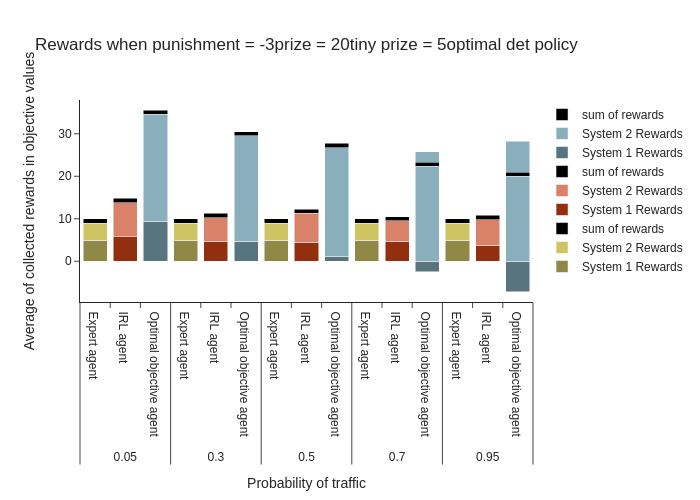 Rewards when punishment = -3prize = 20tiny prize = 5optimal det policy
Average of collected rewards in objective values
30
20
10
0
sum of rewards
System 2 Rewards
System 1 Rewards
sum of rewards
System 2 Rewards
System 1 Rewards
sum of rewards
System 2 Rewards
System 1 Rewards
Expert agent
IRL agent
Optimal objective agent
Expert agent
IRL agent
Optimal objective agent
Expert agent
IRL agent
Optimal objective agent
Expert agent
IRL agent
Optimal objective agent
Expert agent
IRL agent
Optimal objective agent
0.05
0.3
0.5
0.7
0.95
Probability of traffic